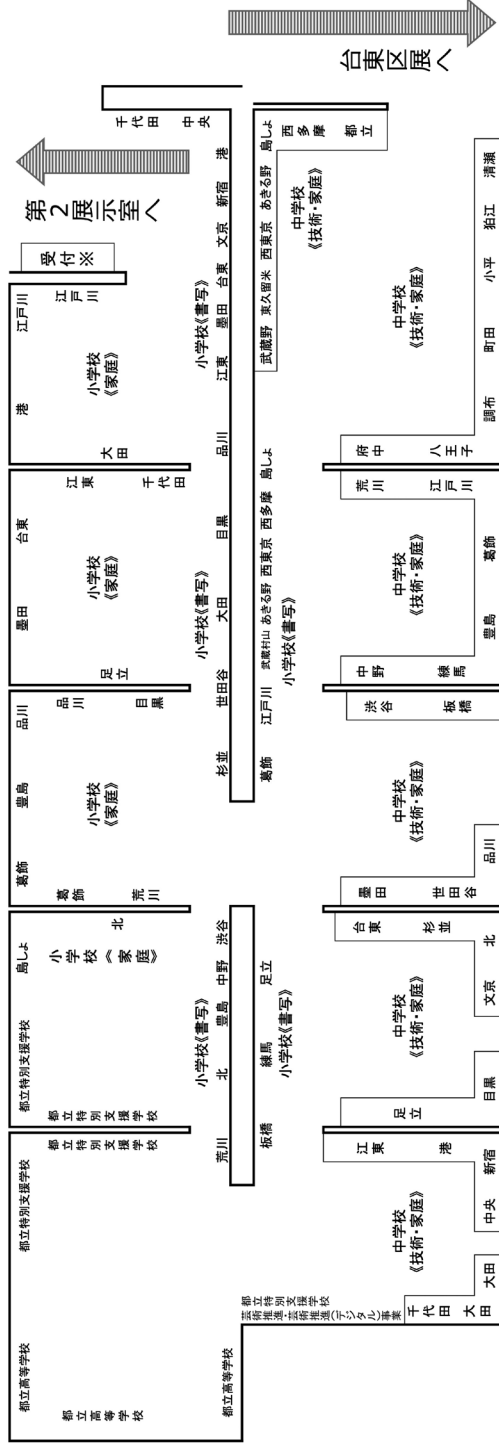 都立高等学校
都立特別支援学校
都立特別支援学校
島しょ
葛飾
豊島
品川
墨田
台東
港
江戸川
受付※
第２展示室へ
都立高等学校
都立特別支援学校
都立特別支援学校
小学校
《家庭》
北
葛飾
荒川
小学校
《家庭》
品川
目黒
足立
小学校
《家庭》
江東
千代田
大田
小学校
《家庭》
江戸川
千代田
中央
都立高等学校
荒川
北
豊島
中野
渋谷
小学校《書写》
杉並
世田谷
大田
目黒
小学校《書写》
品川
江東
墨田
台東
文京
新宿
港
小学校《書写》
板橋
練馬
足立
小学校《書写》
葛飾
江戸川
武蔵村山
あきる野
西東京
西多摩
島しょ
小学校《書写》
武蔵野
東久留米
西東京
あきる野
島しょ
西多摩
都立
中学校
《技術・家庭》
台東区展へ
都立特別支援学校
芸術推進・芸術推進(デジタル)事業
千代田
大田
大田
中央
新宿
中学校
《技術・家庭》
江東
港
足立
目黒
文京
北
中学校
《技術・家庭》
台東
杉並
墨田
世田谷
品川
中学校
《技術・家庭》
渋谷
板橋
中野
練馬
豊島
葛飾
中学校
《技術・家庭》
荒川
江戸川
府中
八王子
調布
町田
小平
狛江
清瀬
中学校
《技術・家庭》